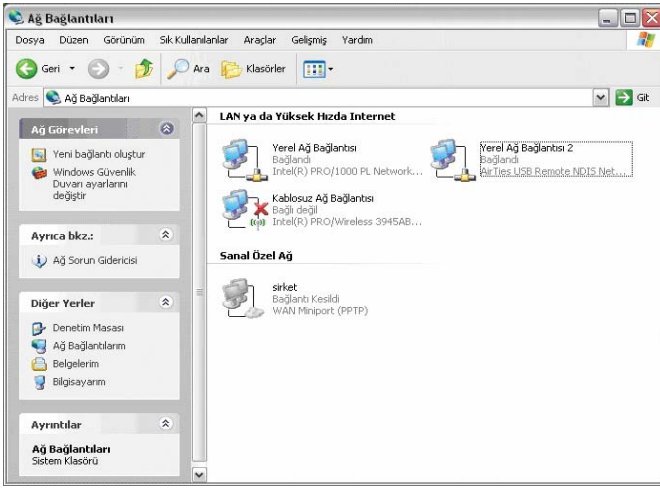 Ağ Bağlantıları
Dosya Düzen Görünüm Sık Kullanılanlar Araçlar Gelişmiş Yardım
Geri Ara Klasörler
Adres Ağ Bağlantıları Git
Ağ Görevleri
Yeni bağlantı oluştur
Windows Güvenlik
Duvarı ayarlarını
değiştir
Ayrıca bkz.:
Ağ Sorun Gidericisi
Diğer Yerler
Denetim Masası
Ağ Bağlantılarım
Belgelerim
Bilgisayarım
Ayrıntılar
Ağ Bağlantıları
Sistem Klasörü
LAN ya da Yüksek Hızda Internet
Yerel Ağ Bağlantısı
Bağlandı
Intel(R) PRO/1000 PL Network...
Yerel Ağ Bağlantısı 2
Bağlandı
AirTies USB Remote NDIS Net...
Kablosuz Ağ Bağlantısı
Bağlı değil
Intel(R) PRO/Wireless 3945AB...
Sanal Özel Ağ
sirket
Bağlantı Kesildi
WAN Miniport (PPTP)